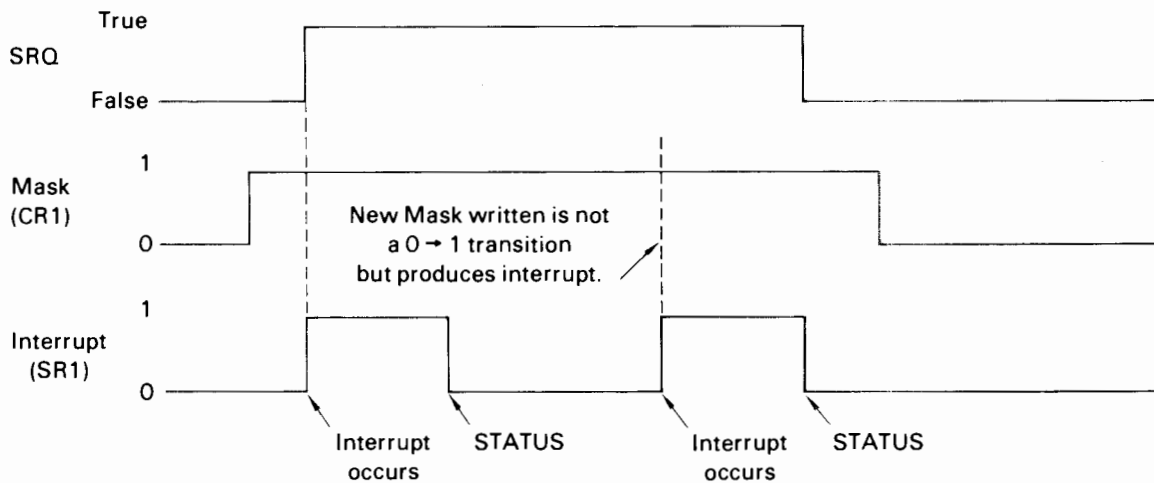 True
SRQ
False
1
Mask
(CR1)
0
New Mask written is not
a 0 → 1 transition
but produces interrupt.
1
Interrupt
(SR1)
0
Interrupt
occurs
STATUS
Interrupt
occurs
STATUS